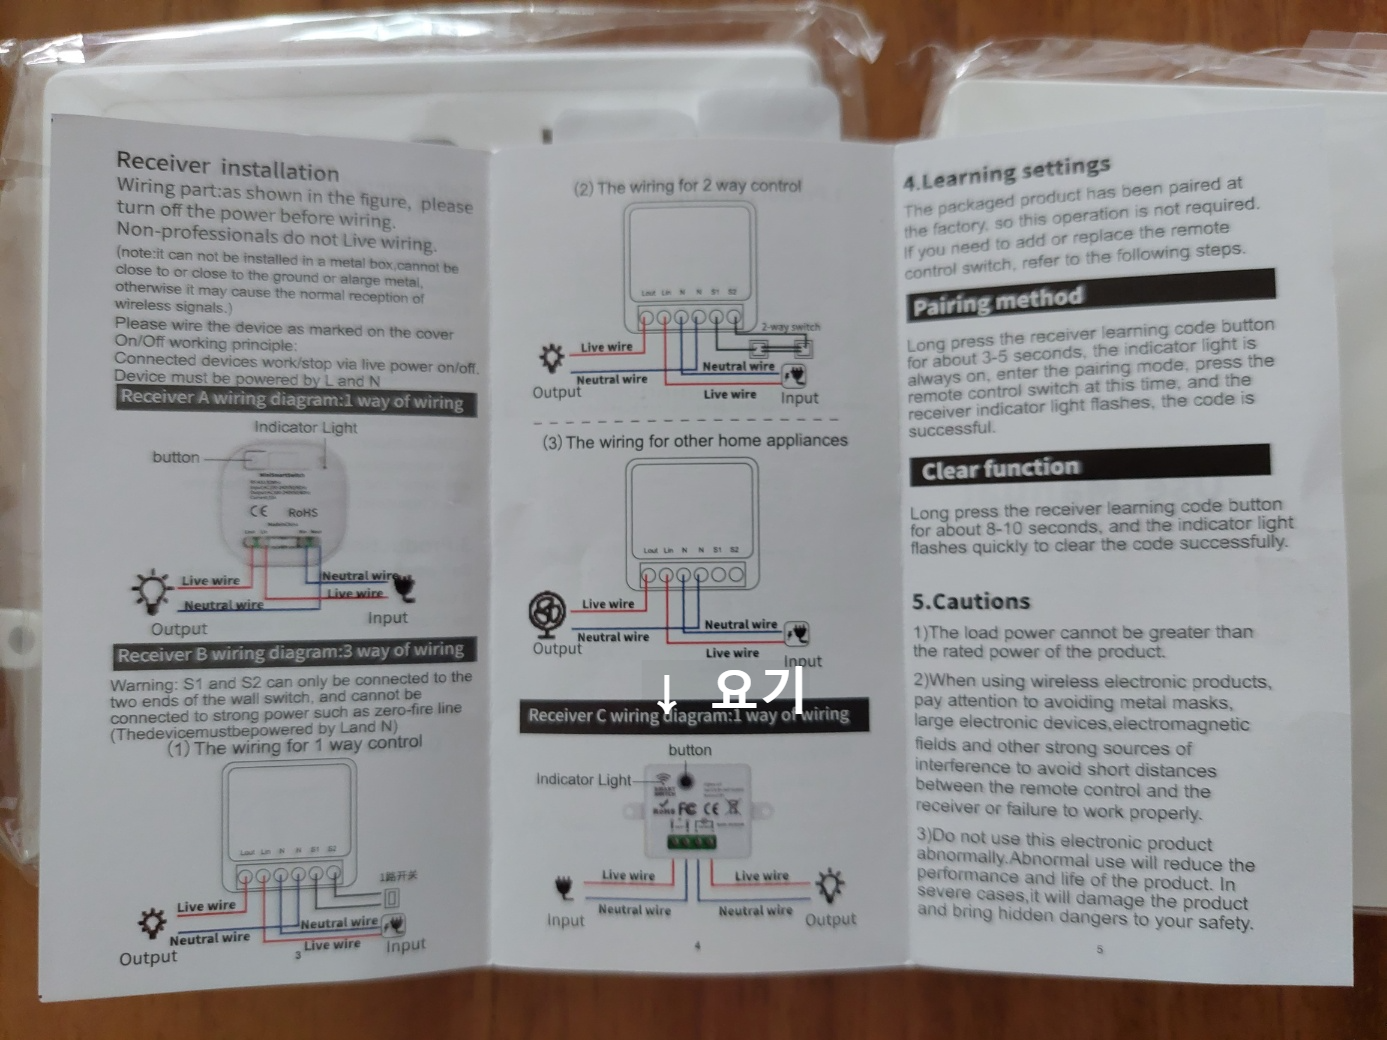 Receiver installation
Wiring part:as shown in the figure, please
turn off the power before wiring.
Non-professionals do not Live wiring.
(note:it can not be installed in a metal box,cannot be
close to or close to the ground or alarge metal,
otherwise it may cause the normal reception of
wireless signals.)
Please wire the device as marked on the cover
On/Off working principle:
Connected devices work/stop via live power on/off.
Device must be powered by L and N
Receiver A wiring diagram:1 way of wiring
Indicator Light
button
CE RoHS
Live wire
Neutral wire
Neutral wire
Live wire
Output
Input
Receiver B wiring diagram:3 way of wiring
Warning: S1 and S2 can only be connected to the
two ends of the wall switch, and cannot be
connected to strong power such as zero-fire line
(Thedevicemustbepowered by Land N)
(1) The wiring for 1 way control
Lout Lin N N S1 S2
1路开关
Live wire
Neutral wire
Neutral wire
Live wire
Output
Input
3
(2) The wiring for 2 way control
Lout Lin N N S1 S2
2-way switch
Live wire
Neutral wire
Neutral wire
Live wire
Output
Input
(3) The wiring for other home appliances
Lout Lin N N S1 S2
Live wire
Neutral wire
Neutral wire
Live wire
Output
Input
↓ 요기
Receiver C wiring diagram:1 way of wiring
button
Indicator Light
FC CE
Live wire
Neutral wire
Live wire
Neutral wire
Input
Output
4
4.Learning settings
The packaged product has been paired at
the factory, so this operation is not required.
If you need to add or replace the remote
control switch, refer to the following steps.
Pairing method
Long press the receiver learning code button
for about 3-5 seconds, the indicator light is
always on, enter the pairing mode, press the
remote control switch at this time, and the
receiver indicator light flashes, the code is
successful.
Clear function
Long press the receiver learning code button
for about 8-10 seconds, and the indicator light
flashes quickly to clear the code successfully.
5.Cautions
1)The load power cannot be greater than
the rated power of the product.
2)When using wireless electronic products,
pay attention to avoiding metal masks,
large electronic devices,electromagnetic
fields and other strong sources of
interference to avoid short distances
between the remote control and the
receiver or failure to work properly.
3)Do not use this electronic product
abnormally.Abnormal use will reduce the
performance and life of the product. In
severe cases,it will damage the product
and bring hidden dangers to your safety.
5